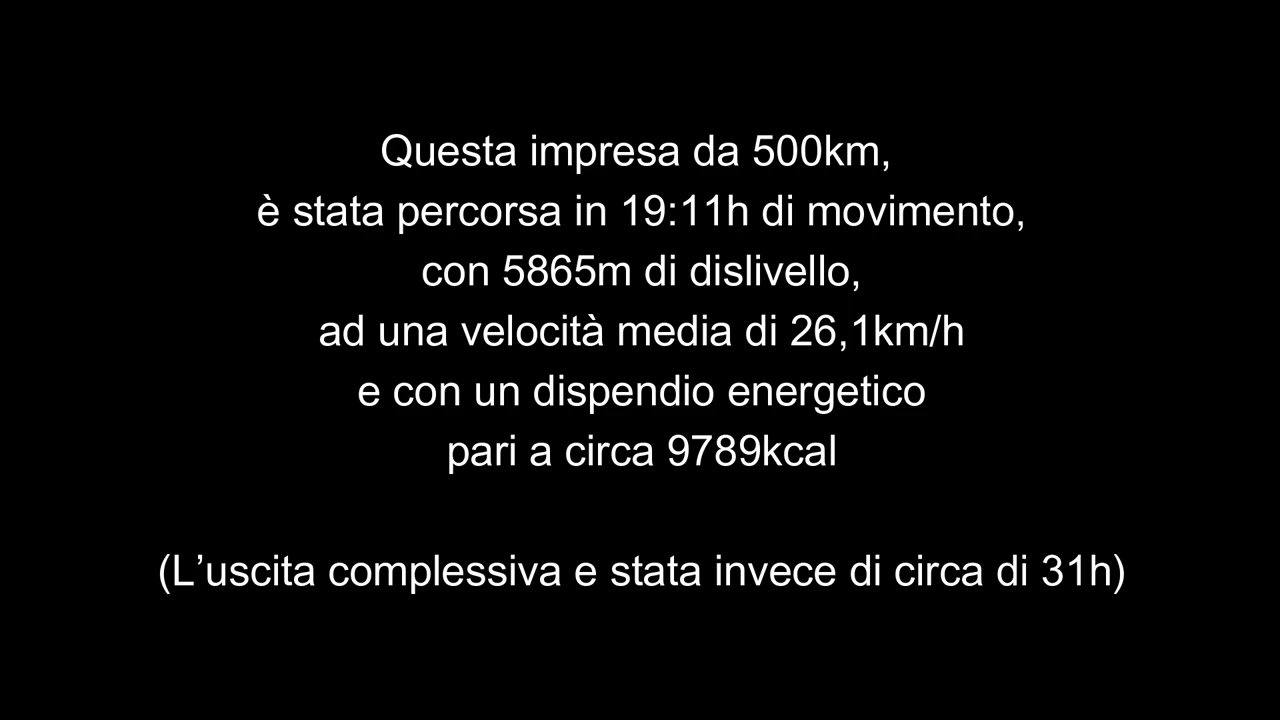 Questa impresa da 500km,
è stata percorsa in 19:11h di movimento,
con 5865m di dislivello,
ad una velocità media di 26,1km/h
e con un dispendio energetico
pari a circa 9789kcal
(L’uscita complessiva e stata invece di circa di 31h)